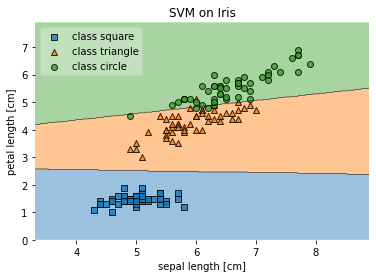 SVM on Iris
class square
class triangle
class circle
7
6
5
4
3
2
1
0
petal length [cm]
4
5
6
7
8
sepal length [cm]